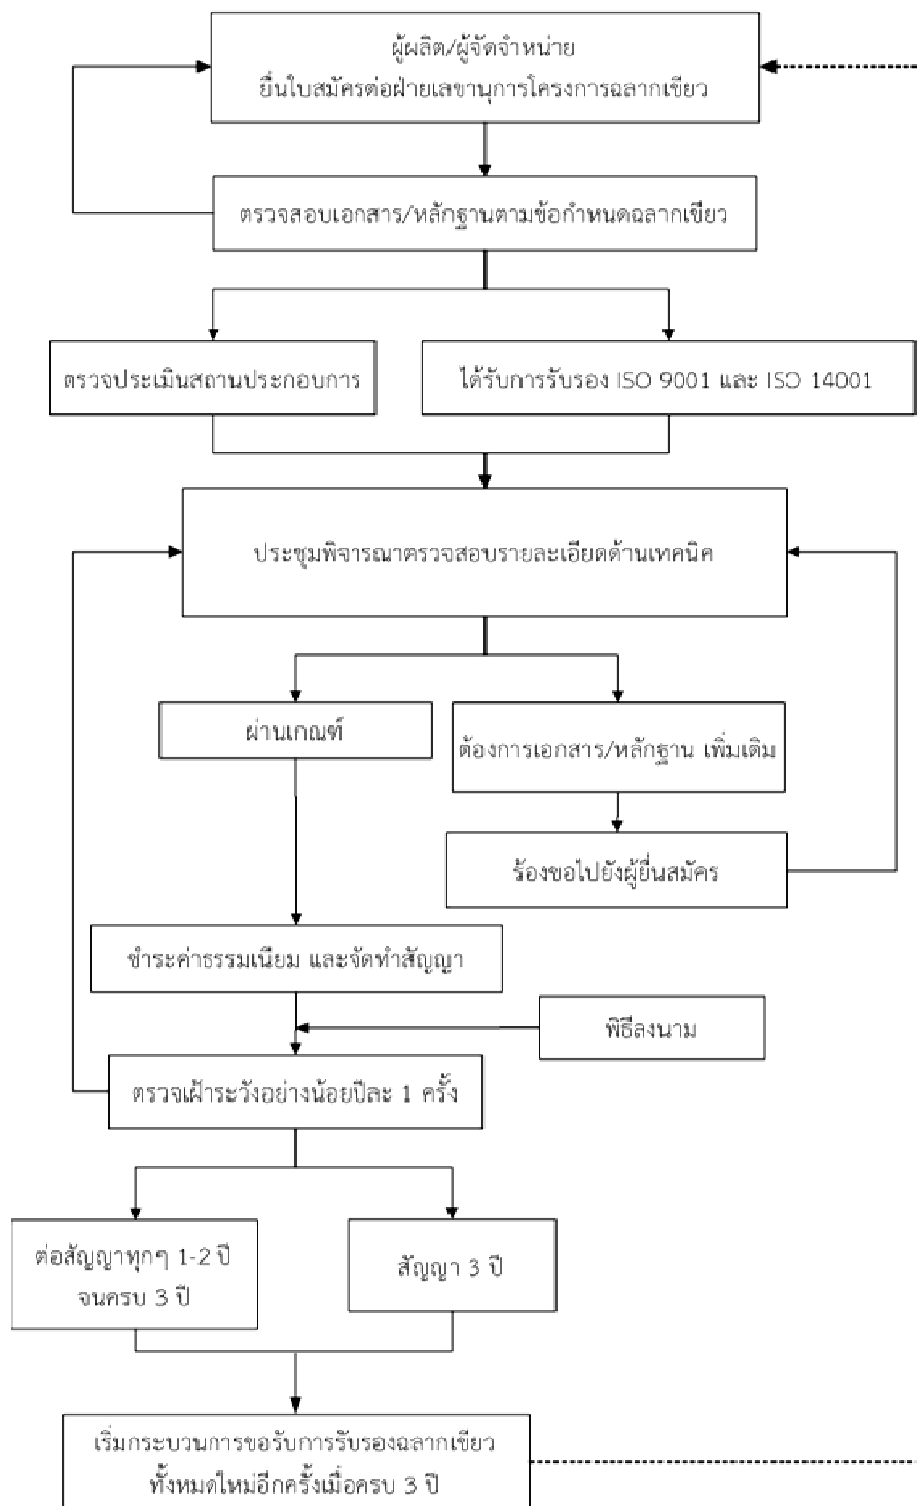 ผู้ผลิต/ผู้จัดจำหน่าย
ยื่นใบสมัครต่อฝ่ายเลขานุการโครงการฉลากเขียว
ตรวจสอบเอกสาร/หลักฐานตามข้อกำหนดฉลากเขียว
ตรวจประเมินสถานประกอบการ
ได้รับการรับรอง ISO 9001 และ ISO 14001
ประชุมพิจารณาตรวจสอบรายละเอียดด้านเทคนิค
ผ่านเกณฑ์
ต้องการเอกสาร/หลักฐาน เพิ่มเติม
ร้องขอไปยังผู้ยื่นสมัคร
ชำระค่าธรรมเนียม และจัดทำสัญญา
พิธีลงนาม
ตรวจเฝ้าระวังอย่างน้อยปีละ 1 ครั้ง
ต่อสัญญาทุกๆ 1-2 ปี
จนครบ 3 ปี
สัญญา 3 ปี
เริ่มกระบวนการขอรับการรับรองฉลากเขียว
ทั้งหมดใหม่อีกครั้งเมื่อครบ 3 ปี